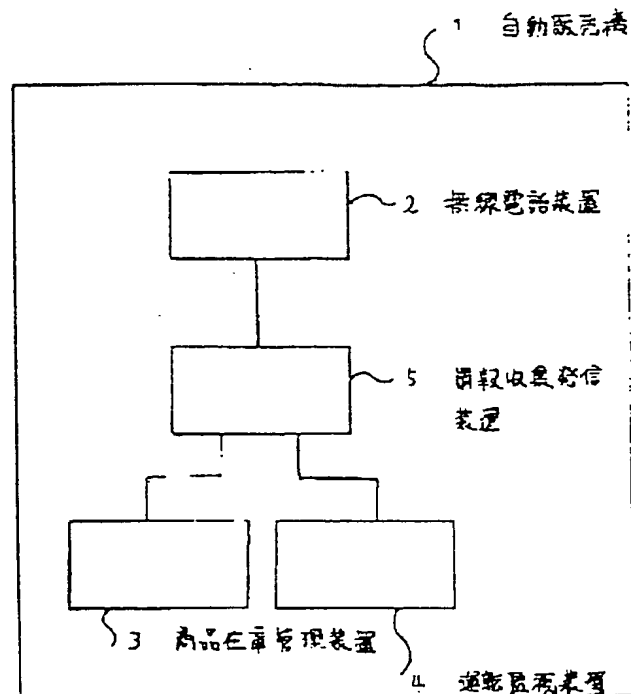 1 自動販売機
2 無線電話装置
5 情報収集発信
装置
3 商品在庫管理装置
4 運転監視装置